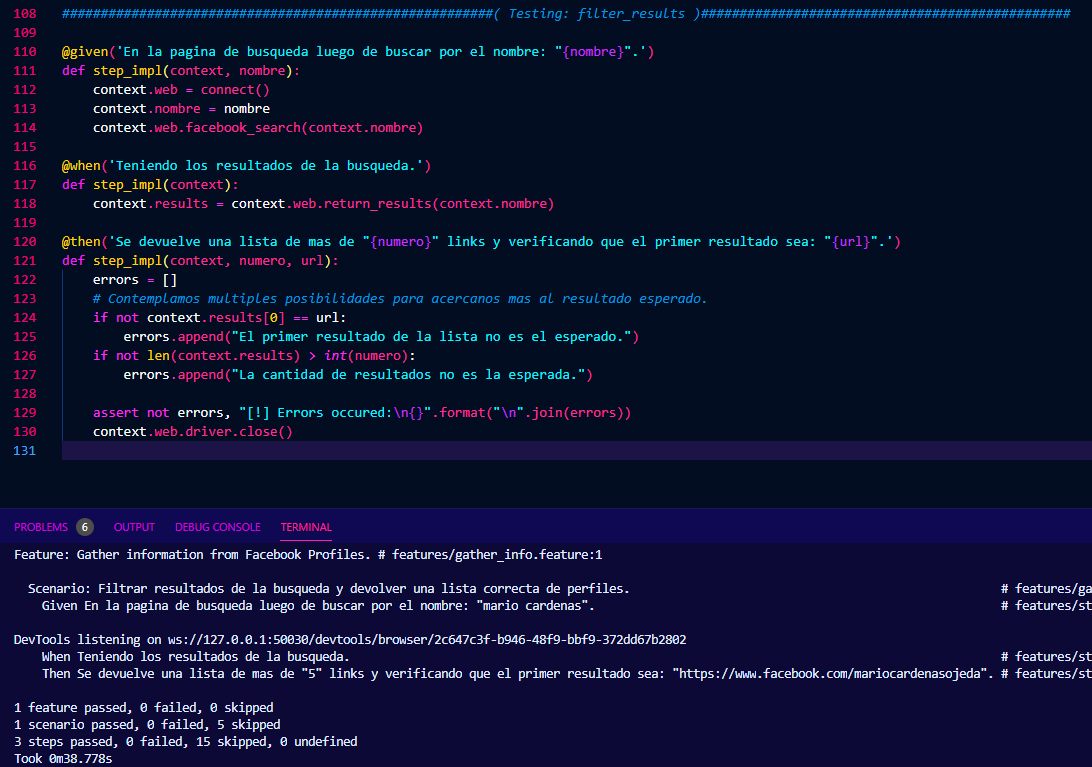 108 ########################################################( Testing: filter_results )################################################
109
110 @given('En la pagina de busqueda luego de buscar por el nombre: "{nombre}".')
111 def step_impl(context, nombre):
112     context.web = connect()
113     context.nombre = nombre
114     context.web.facebook_search(context.nombre)
115
116 @when('Teniendo los resultados de la busqueda.')
117 def step_impl(context):
118     context.results = context.web.return_results(context.nombre)
119
120 @then('Se devuelve una lista de mas de "{numero}" links y verificando que el primer resultado sea: "{url}".')
121 def step_impl(context, numero, url):
122     errors = []
123     # Contemplamos multiples posibilidades para acercanos mas al resultado esperado.
124     if not context.results[0] == url:
125         errors.append("El primer resultado de la lista no es el esperado.")
126     if not len(context.results) > int(numero):
127         errors.append("La cantidad de resultados no es la esperada.")
128
129     assert not errors, "[!] Errors occured:\n{}".format("\n".join(errors))
130     context.web.driver.close()
131
PROBLEMS 6 OUTPUT DEBUG CONSOLE TERMINAL
Feature: Gather information from Facebook Profiles. # features/gather_info.feature:1
  Scenario: Filtrar resultados de la busqueda y devolver una lista correcta de perfiles. # features/ga
    Given En la pagina de busqueda luego de buscar por el nombre: "mario cardenas". # features/st
DevTools listening on ws://127.0.0.1:50030/devtools/browser/2c647c3f-b946-48f9-bbf9-372dd67b2802
    When Teniendo los resultados de la busqueda. # features/st
    Then Se devuelve una lista de mas de "5" links y verificando que el primer resultado sea: "https://www.facebook.com/mariocardenasojeda". # features/st
1 feature passed, 0 failed, 0 skipped
1 scenario passed, 0 failed, 5 skipped
3 steps passed, 0 failed, 15 skipped, 0 undefined
Took 0m38.778s